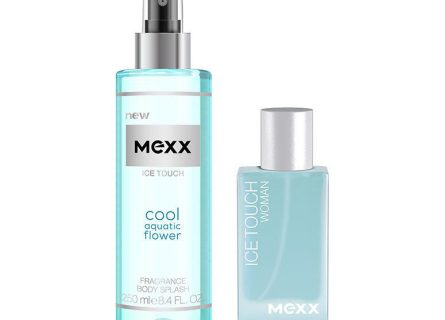 new
MEXX
ICE TOUCH
cool
aquatic
flower
FRAGRANCE
BODY SPLASH
250 ml e 8.4 FL. OZ.
ICE TOUCH
WOMAN
MEXX